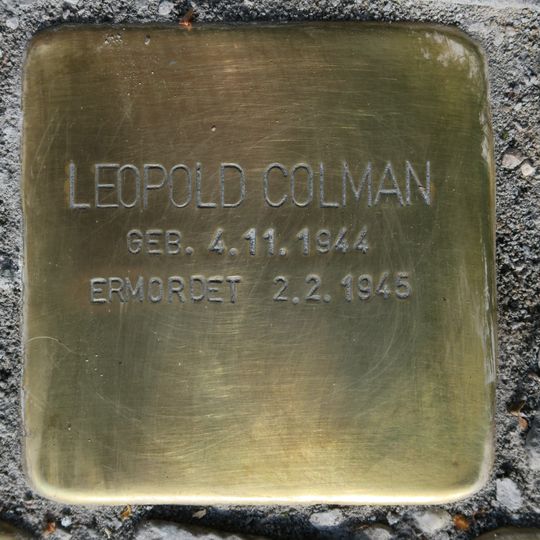 LEOPOLD COLMAN
GEB. 4.11.1944
ERMORDET 2.2.1945